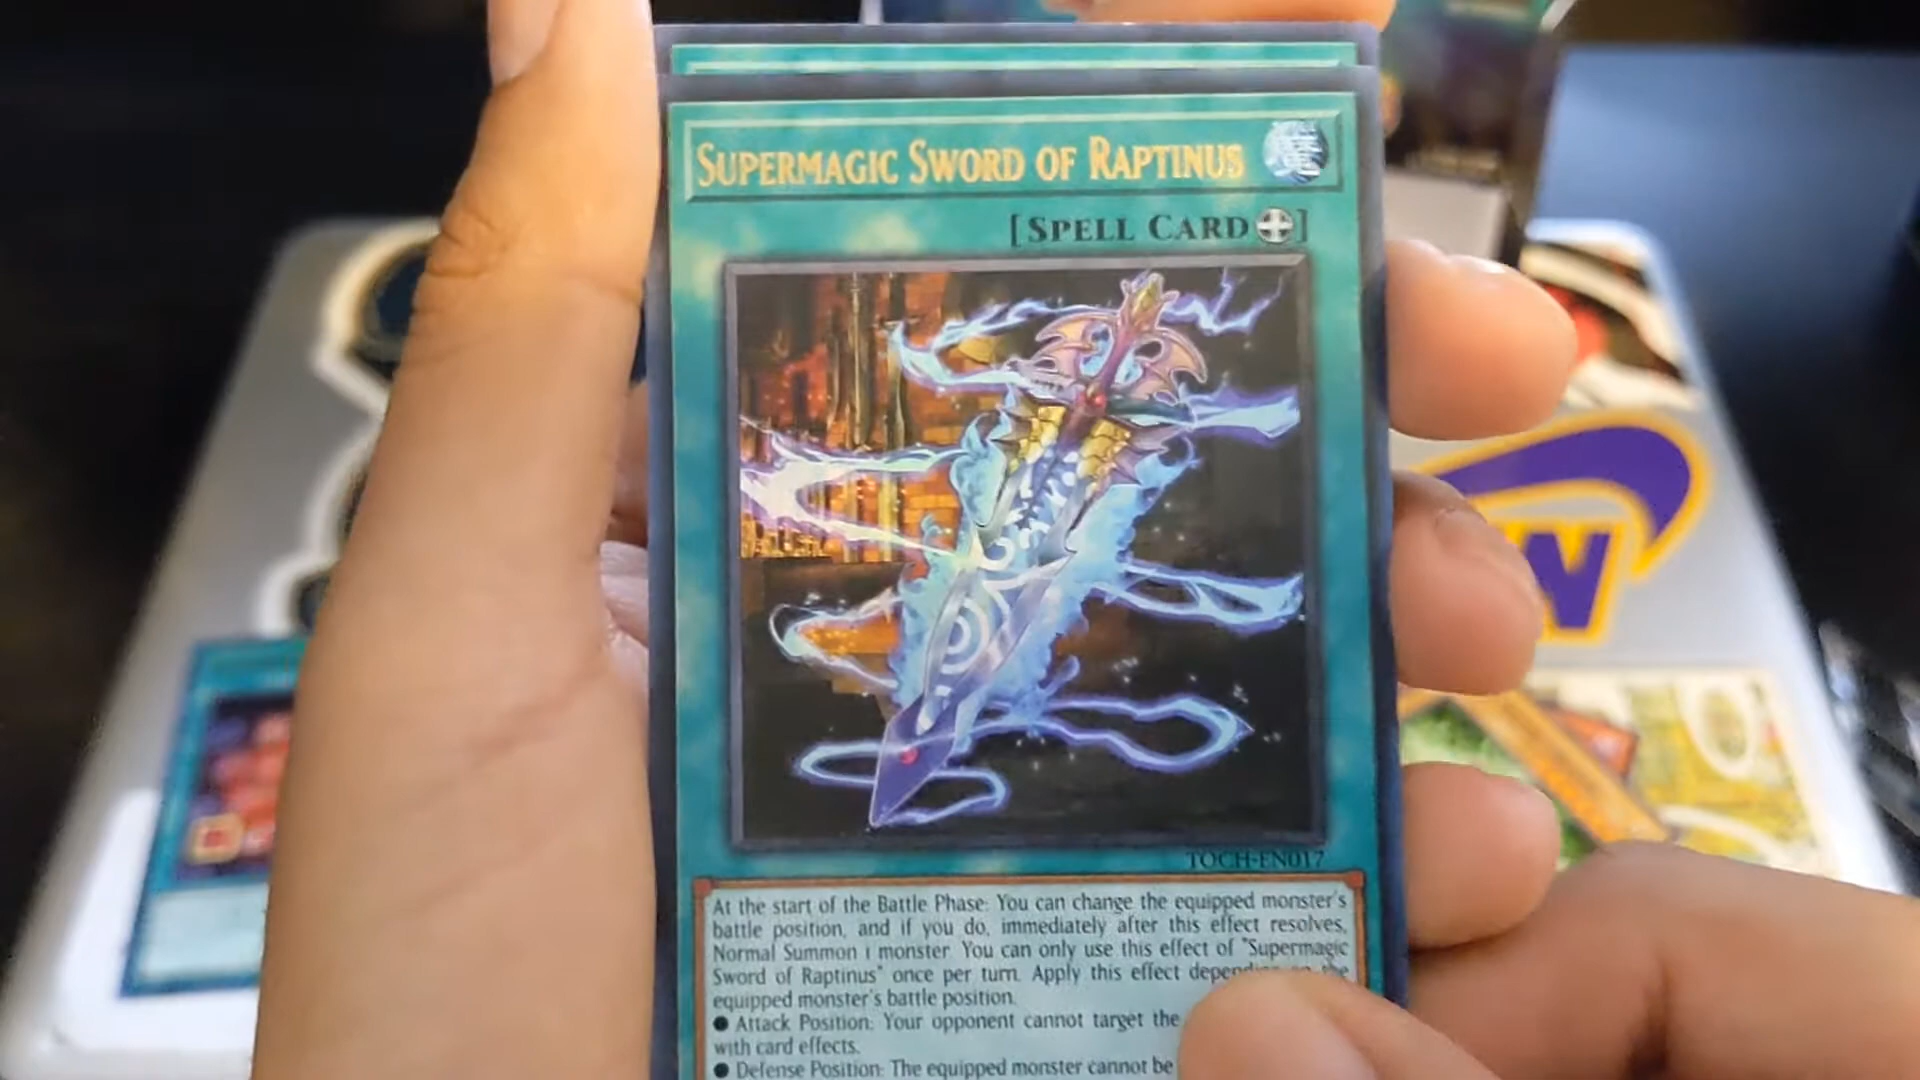 SUPERMAGIC SWORD OF RAPTINUS
[SPELL CARD]
TOCH-EN017
At the start of the Battle Phase: You can change the equipped monster's
battle position, and if you do, immediately after this effect resolves,
Normal Summon 1 monster. You can only use this effect of "Supermagic
Sword of Raptinus" once per turn. Apply this effect the
equipped monster's battle position.
● Attack Position: Your opponent cannot target the
with card effects.
● Defense Position: The equipped monster cannot be
W